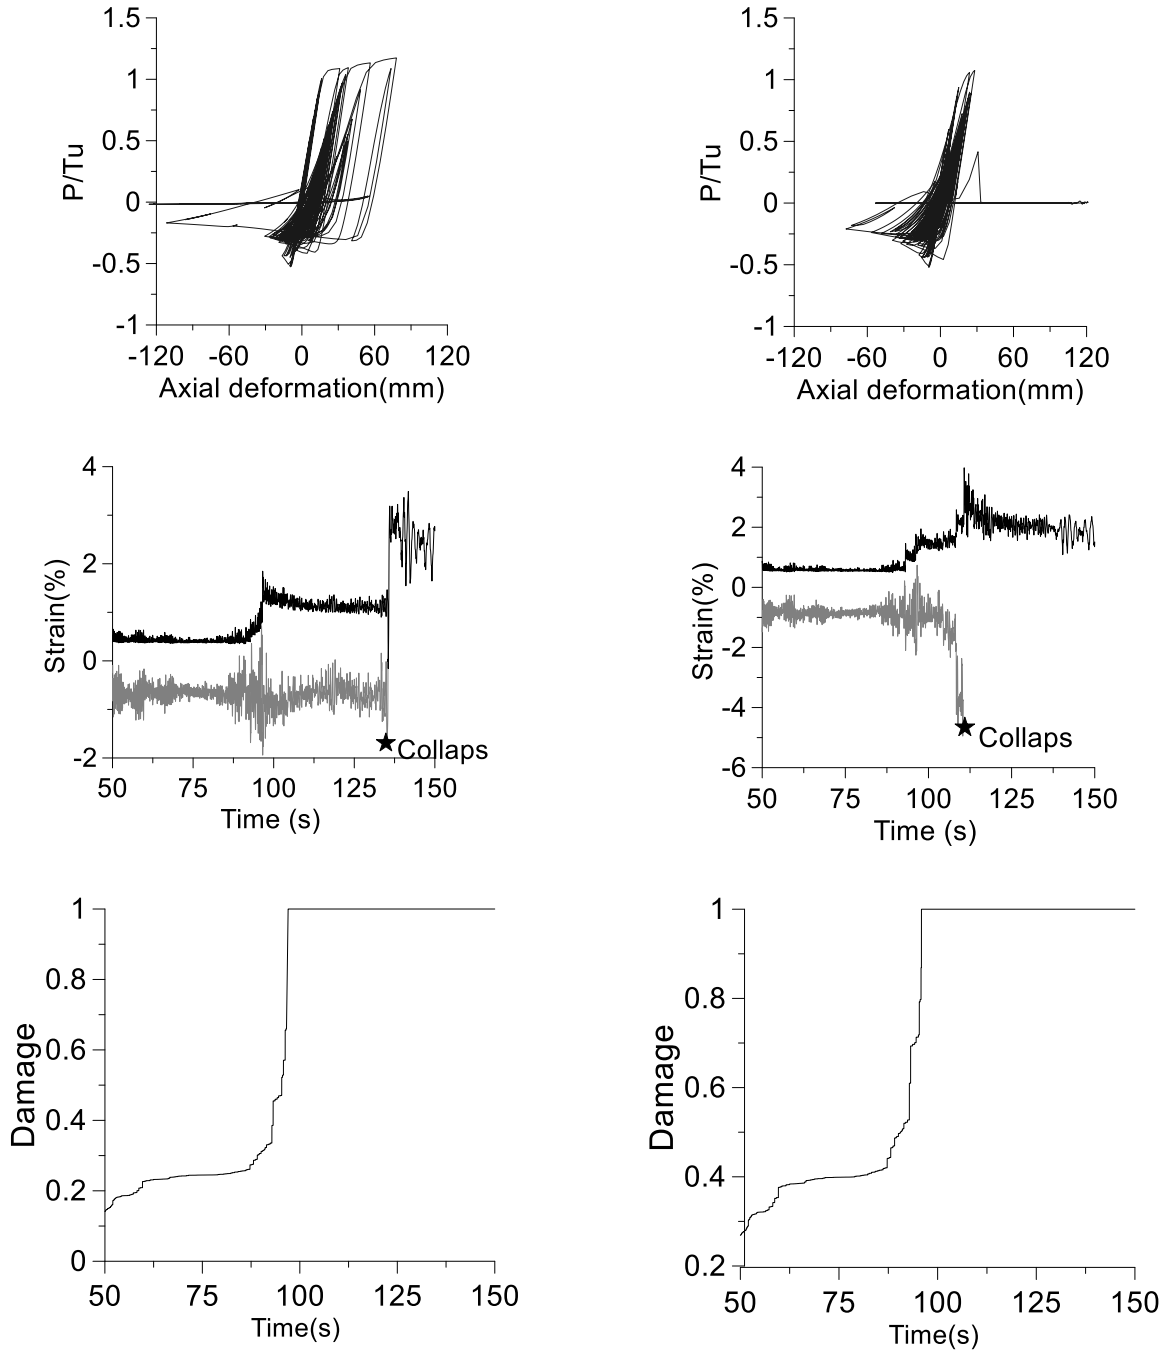 1.5
1
0.5
0
-0.5
-1
P/Tu
-120 -60 0 60 120
Axial deformation(mm)
1.5
1
0.5
0
-0.5
-1
P/Tu
-120 -60 0 60 120
Axial deformation(mm)
4
2
0
-2
Strain(%)
Collaps
50 75 100 125 150
Time (s)
4
2
0
-2
-4
-6
Strain(%)
Collaps
50 75 100 125 150
Time (s)
1
0.8
0.6
0.4
0.2
0
Damage
50 75 100 125 150
Time(s)
1
0.8
0.6
0.4
0.2
Damage
50 75 100 125 150
Time(s)